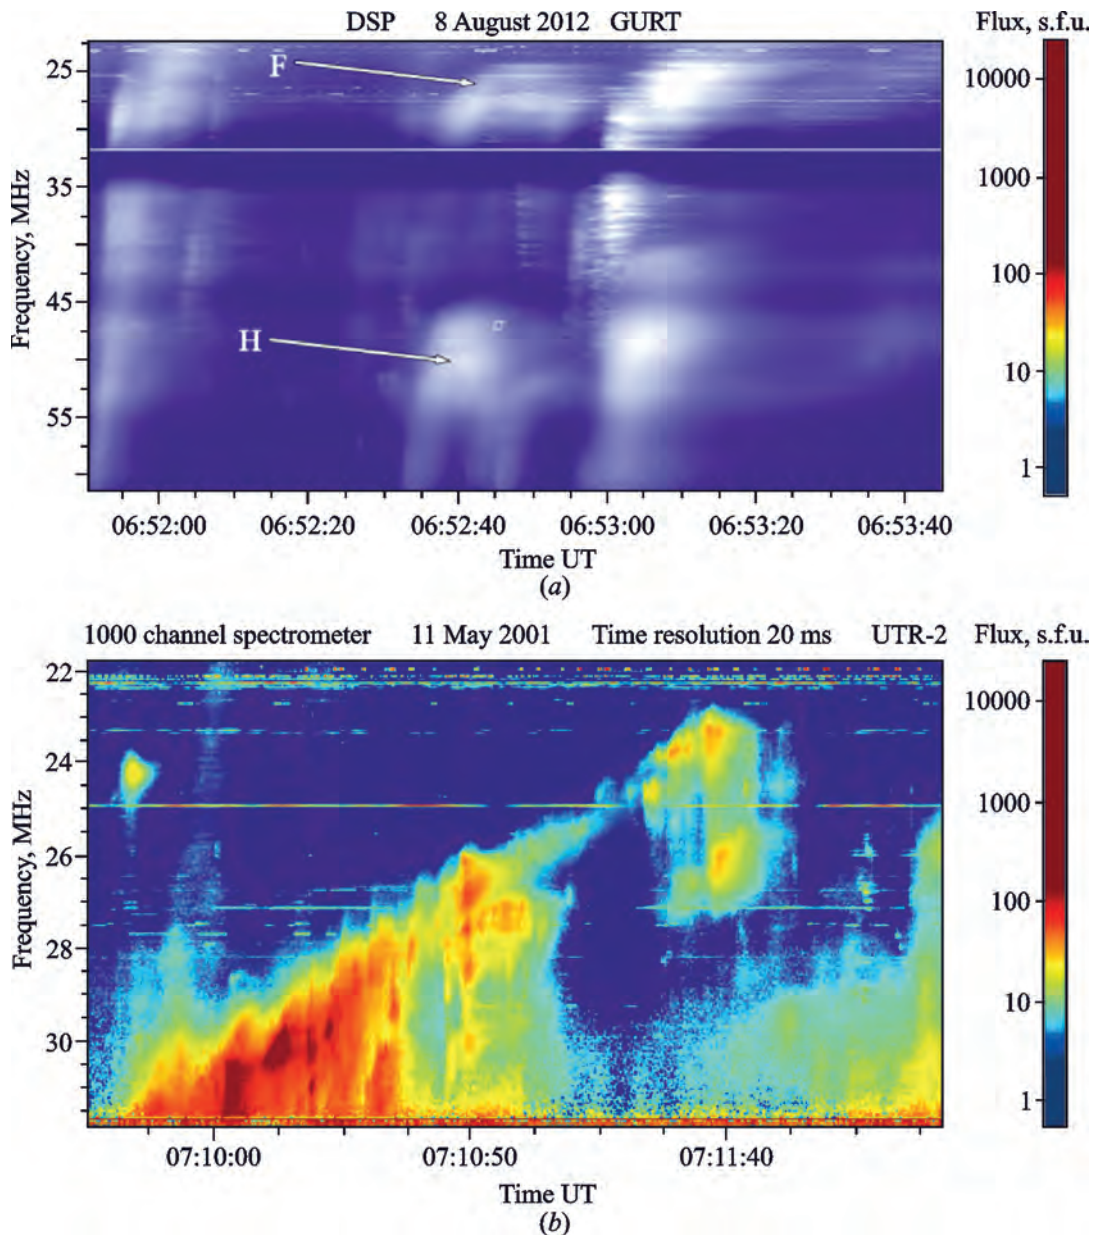 DSP 8 August 2012 GURT Flux, s.f.u.
F
H
25
35
45
55
Frequency, MHz
10000
1000
100
10
1
06:52:00 06:52:20 06:52:40 06:53:00 06:53:20 06:53:40
Time UT
(a)
1000 channel spectrometer 11 May 2001 Time resolution 20 ms UTR-2 Flux, s.f.u.
22
24
26
28
30
Frequency, MHz
10000
1000
100
10
1
07:10:00 07:10:50 07:11:40
Time UT
(b)